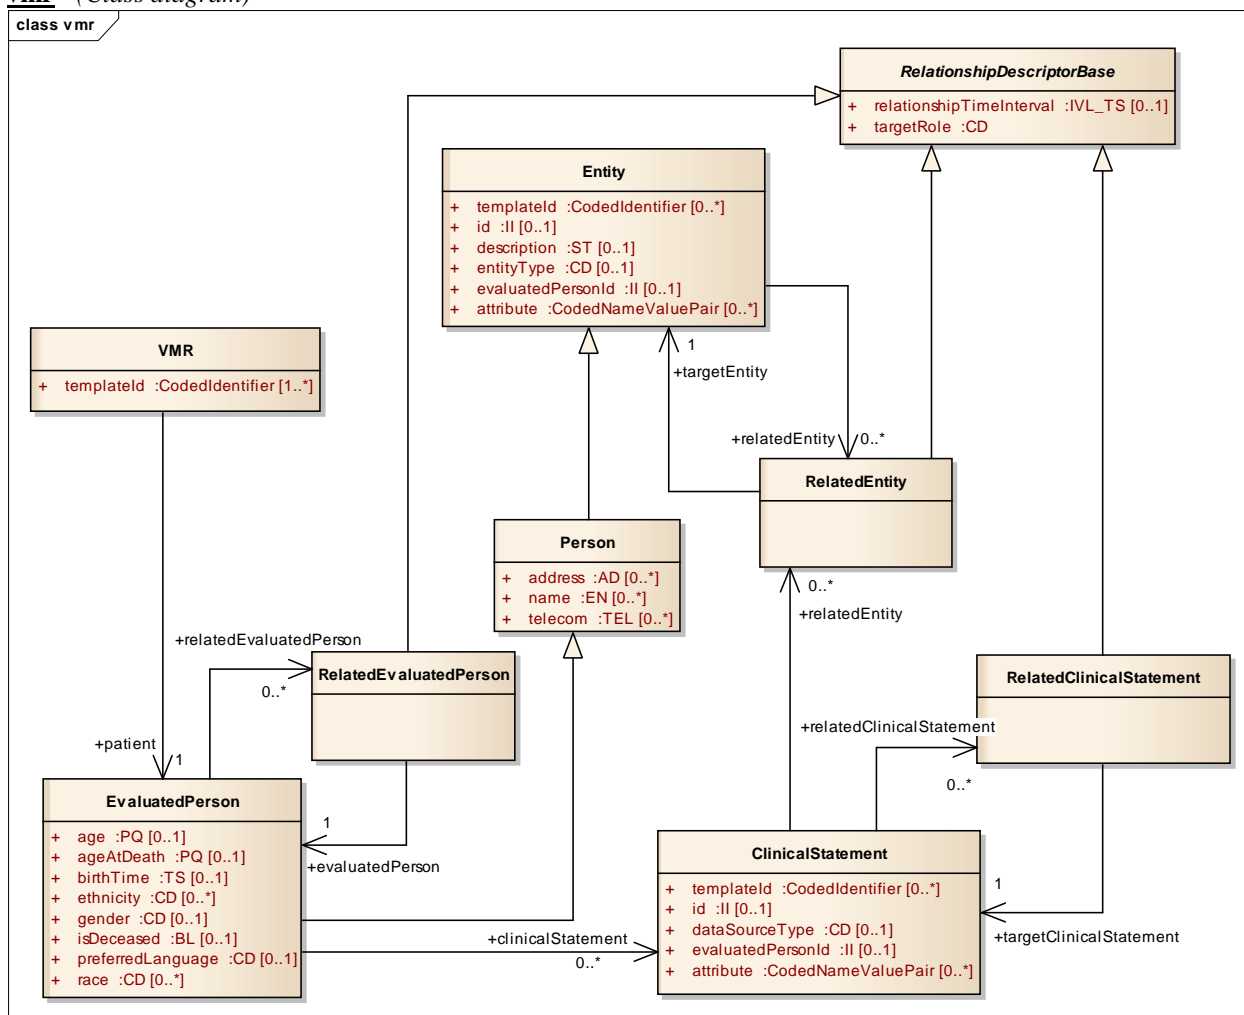 vmr (Class diagram)
class vmr
RelationshipDescriptorBase
+ relationshipTimeInterval :IVL_TS [0..1]
+ targetRole :CD
Entity
+ templateId :CodedIdentifier [0..*]
+ id :II [0..1]
+ description :ST [0..1]
+ entityType :CD [0..1]
+ evaluatedPersonId :II [0..1]
+ attribute :CodedNameValuePair [0..*]
VMR
+ templateId :CodedIdentifier [1..*]
1
+targetEntity
+relatedEntity
0..*
RelatedEntity
Person
+ address :AD [0..*]
+ name :EN [0..*]
+ telecom :TEL [0..*]
0..*
+relatedEntity
+relatedEvaluatedPerson
0..*
RelatedEvaluatedPerson
RelatedClinicalStatement
+relatedClinicalStatement
0..*
+patient
1
EvaluatedPerson
+ age :PQ [0..1]
+ ageAtDeath :PQ [0..1]
+ birthTime :TS [0..1]
+ ethnicity :CD [0..*]
+ gender :CD [0..1]
+ isDeceased :BL [0..1]
+ preferredLanguage :CD [0..1]
+ race :CD [0..*]
1
+evaluatedPerson
+clinicalStatement
0..*
ClinicalStatement
+ templateId :CodedIdentifier [0..*]
+ id :II [0..1]
+ dataSourceType :CD [0..1]
+ evaluatedPersonId :II [0..1]
+ attribute :CodedNameValuePair [0..*]
1
+targetClinicalStatement